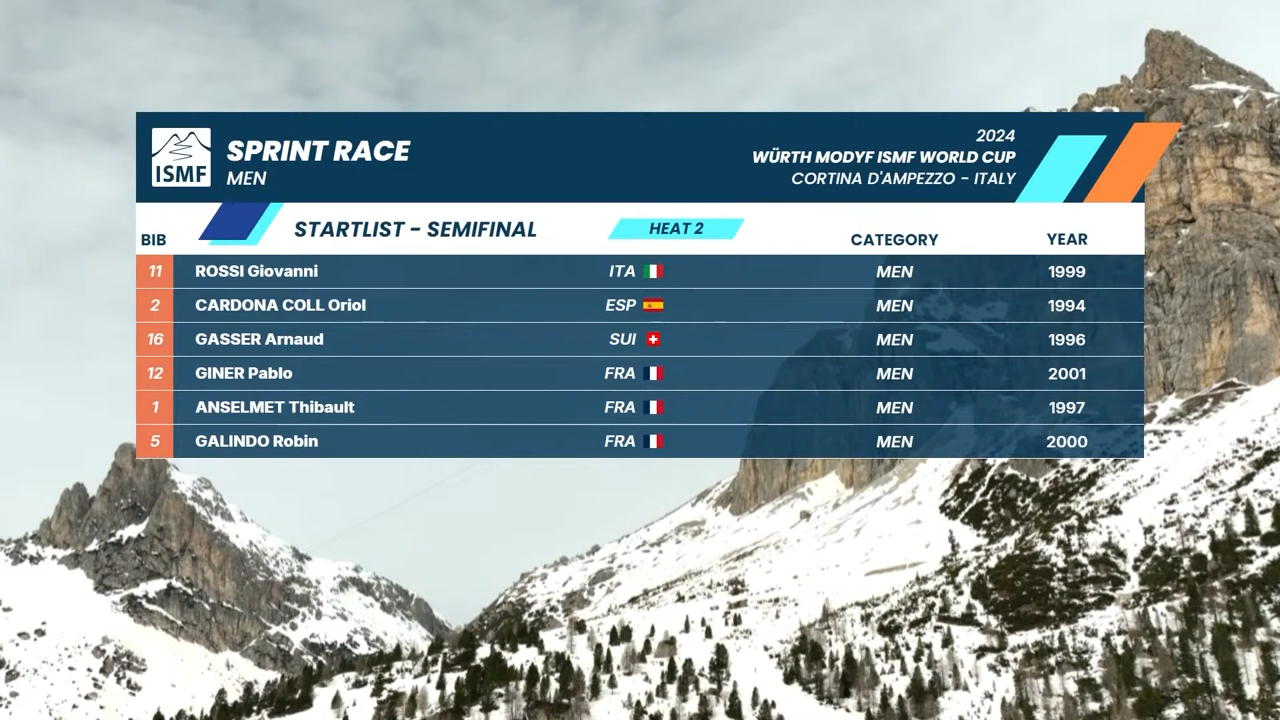 ISMF
SPRINT RACE
MEN
2024
WÜRTH MODYF ISMF WORLD CUP
CORTINA D'AMPEZZO - ITALY
BIB STARTLIST - SEMIFINAL HEAT 2 CATEGORY YEAR
11 ROSSI Giovanni ITA MEN 1999
2 CARDONA COLL Oriol ESP MEN 1994
16 GASSER Arnaud SUI MEN 1996
12 GINER Pablo FRA MEN 2001
1 ANSELMET Thibault FRA MEN 1997
5 GALINDO Robin FRA MEN 2000